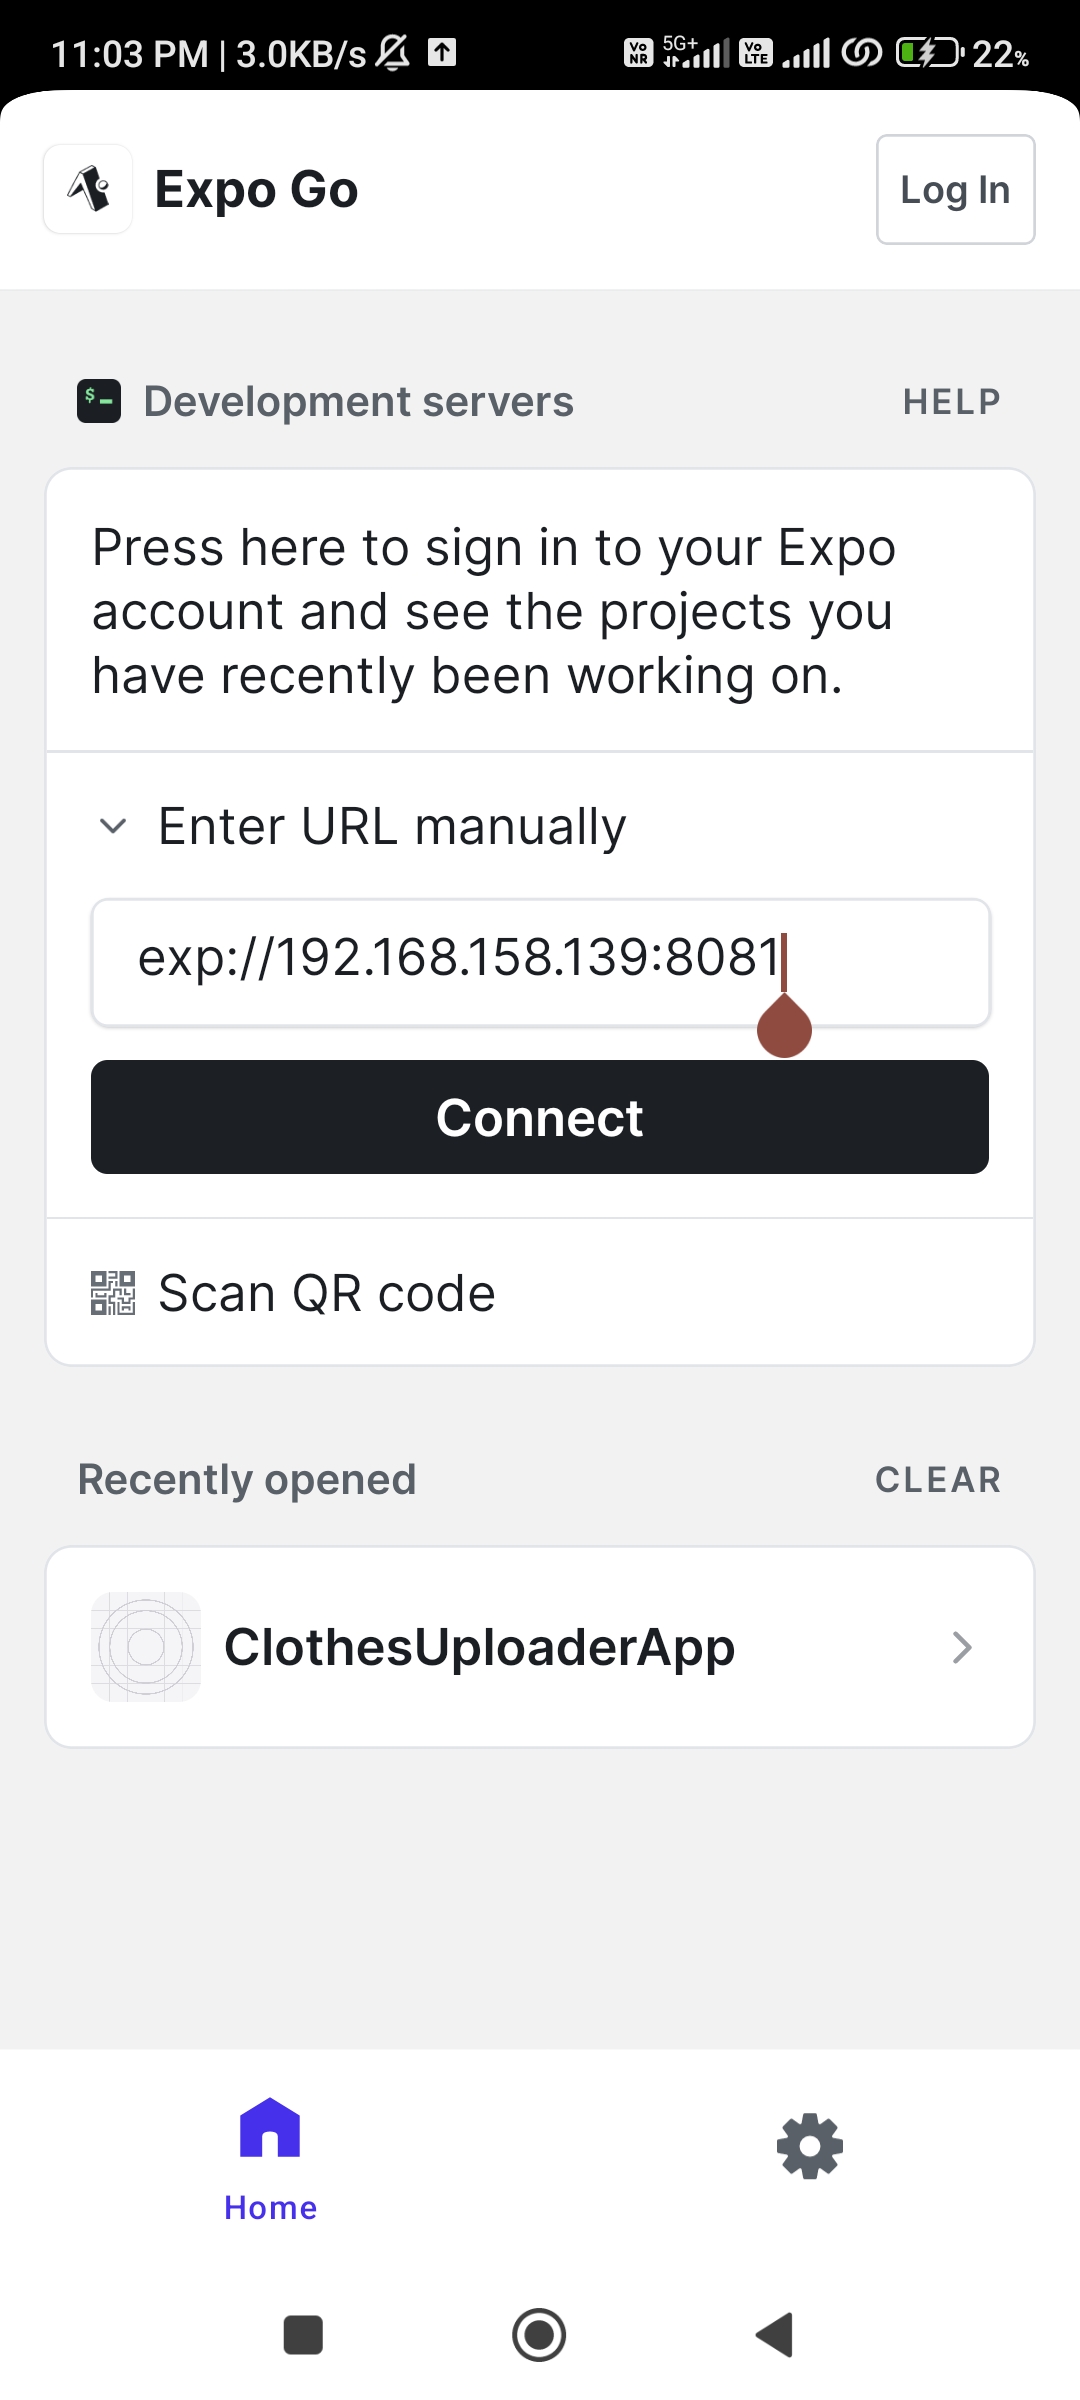 11:03 PM | 3.0KB/s
Vo NR 5G+ Vo LTE 22%
Expo Go
Log In
$ Development servers
HELP
Press here to sign in to your Expo
account and see the projects you
have recently been working on.
Enter URL manually
exp://192.168.158.139:8081
Connect
Scan QR code
Recently opened
CLEAR
ClothesUploaderApp
Home